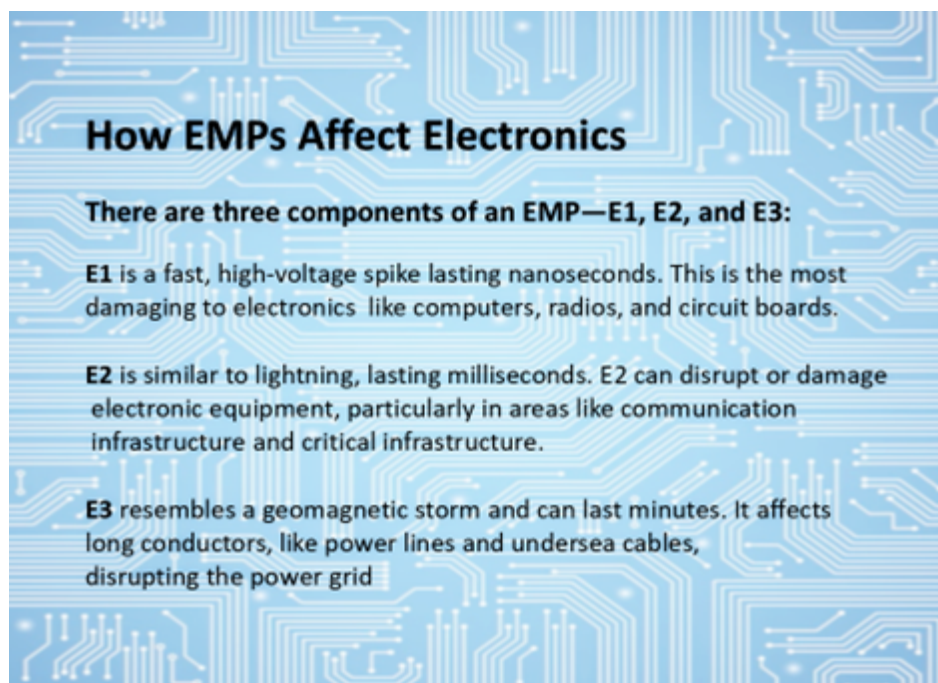 How EMPs Affect Electronics
There are three components of an EMP—E1, E2, and E3:
E1 is a fast, high-voltage spike lasting nanoseconds. This is the most
damaging to electronics like computers, radios, and circuit boards.
E2 is similar to lightning, lasting milliseconds. E2 can disrupt or damage
electronic equipment, particularly in areas like communication
infrastructure and critical infrastructure.
E3 resembles a geomagnetic storm and can last minutes. It affects
long conductors, like power lines and undersea cables,
disrupting the power grid